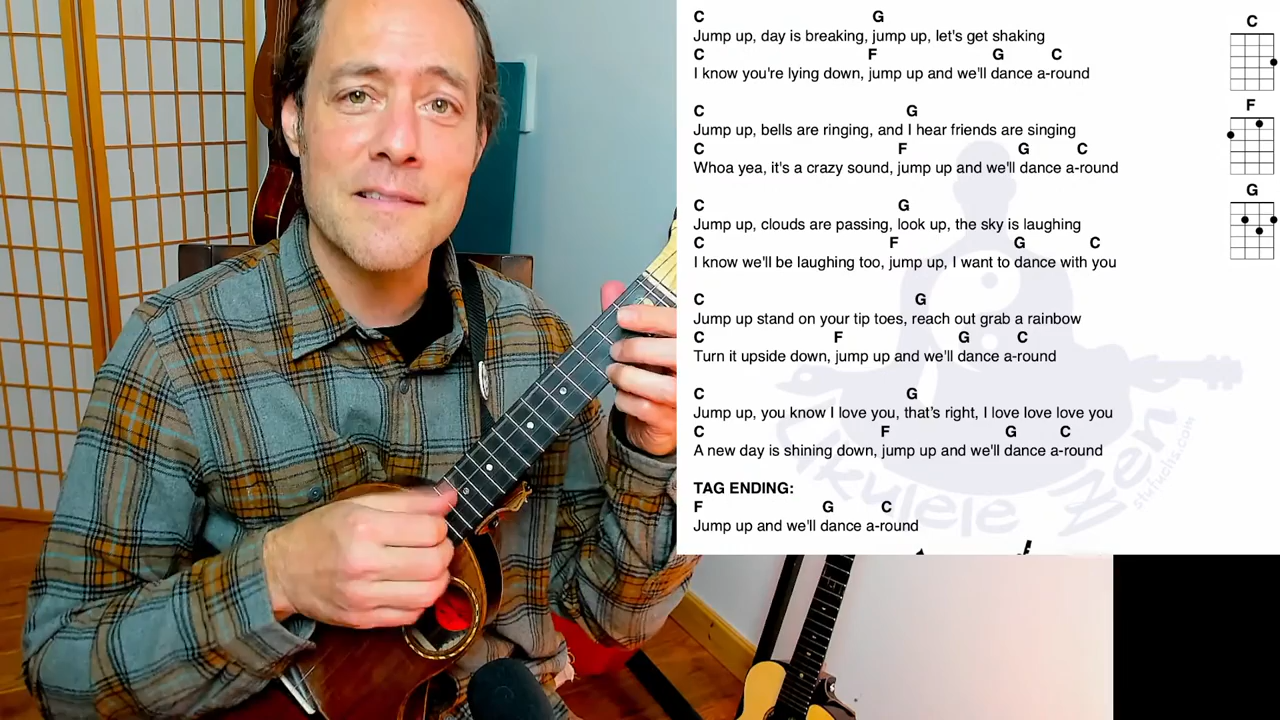 C G
Jump up, day is breaking, jump up, let's get shaking
C F G C
I know you're lying down, jump up and we'll dance a-round
C G
Jump up, bells are ringing, and I hear friends are singing
C F G C
Whoa yea, it's a crazy sound, jump up and we'll dance a-round
C G
Jump up, clouds are passing, look up, the sky is laughing
C F G C
I know we'll be laughing too, jump up, I want to dance with you
C G
Jump up stand on your tip toes, reach out grab a rainbow
C F G C
Turn it upside down, jump up and we'll dance a-round
C G
Jump up, you know I love you, that's right, I love love love you
C F G C
A new day is shining down, jump up and we'll dance a-round
TAG ENDING:
F G C
Jump up and we'll dance a-round
C
F
G
Ukulele Zen
stufuchs.com